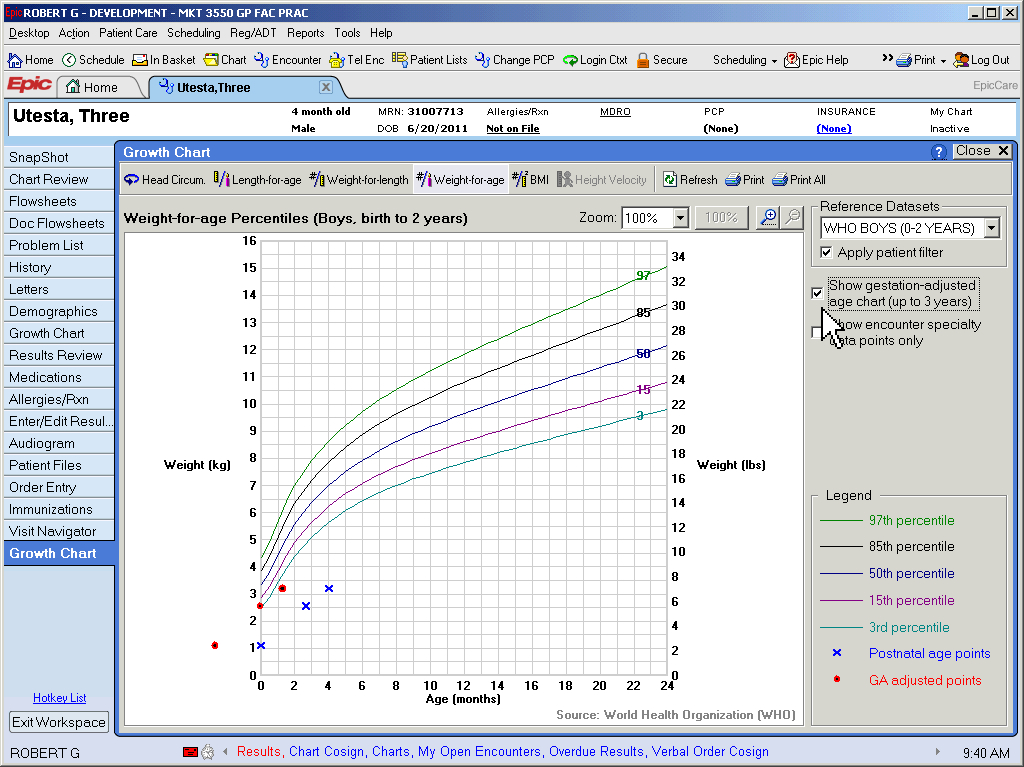 Epic ROBERT G - DEVELOPMENT - MKT 3550 GP FAC PRAC
Desktop Action Patient Care Scheduling Reg/ADT Reports Tools Help
Home Schedule In Basket Chart Encounter Tel Enc Patient Lists Change PCP Login Ctxt Secure Scheduling Epic Help Print Log Out
Epic Home Utesta,Three EpicCare
Utesta, Three 4 month old MRN: 31007713 Allergies/Rxn MDRO PCP INSURANCE My Chart
Male DOB 6/20/2011 Not on File (None) (None) Inactive
Growth Chart ? Close
SnapShot
Chart Review
Flowsheets
Doc Flowsheets
Problem List
History
Letters
Demographics
Growth Chart
Results Review
Medications
Allergies/Rxn
Enter/Edit Resul...
Audiogram
Patient Files
Order Entry
Immunizations
Visit Navigator
Growth Chart
Hotkey List
Exit Workspace
Head Circum. Length-for-age Weight-for-length Weight-for-age BMI Height Velocity Refresh Print Print All
Weight-for-age Percentiles (Boys, birth to 2 years) Zoom: 100% 100%
16
15
14
13
12
11
10
9
8
7
6
5
4
3
2
1
0
Weight (kg)
97
85
50
15
3
34
32
30
28
26
24
22
20
18
16
14
12
10
8
6
4
2
0
Weight (lbs)
0 2 4 6 8 10 12 14 16 18 20 22 24
Age (months)
Source: World Health Organization (WHO)
Reference Datasets
WHO BOYS (0-2 YEARS)
Apply patient filter
Show gestation-adjusted
age chart (up to 3 years)
encounter specialty
points only
Legend
97th percentile
85th percentile
50th percentile
15th percentile
3rd percentile
Postnatal age points
GA adjusted points
ROBERT G Results, Chart Cosign, Charts, My Open Encounters, Overdue Results, Verbal Order Cosign 9:40 AM